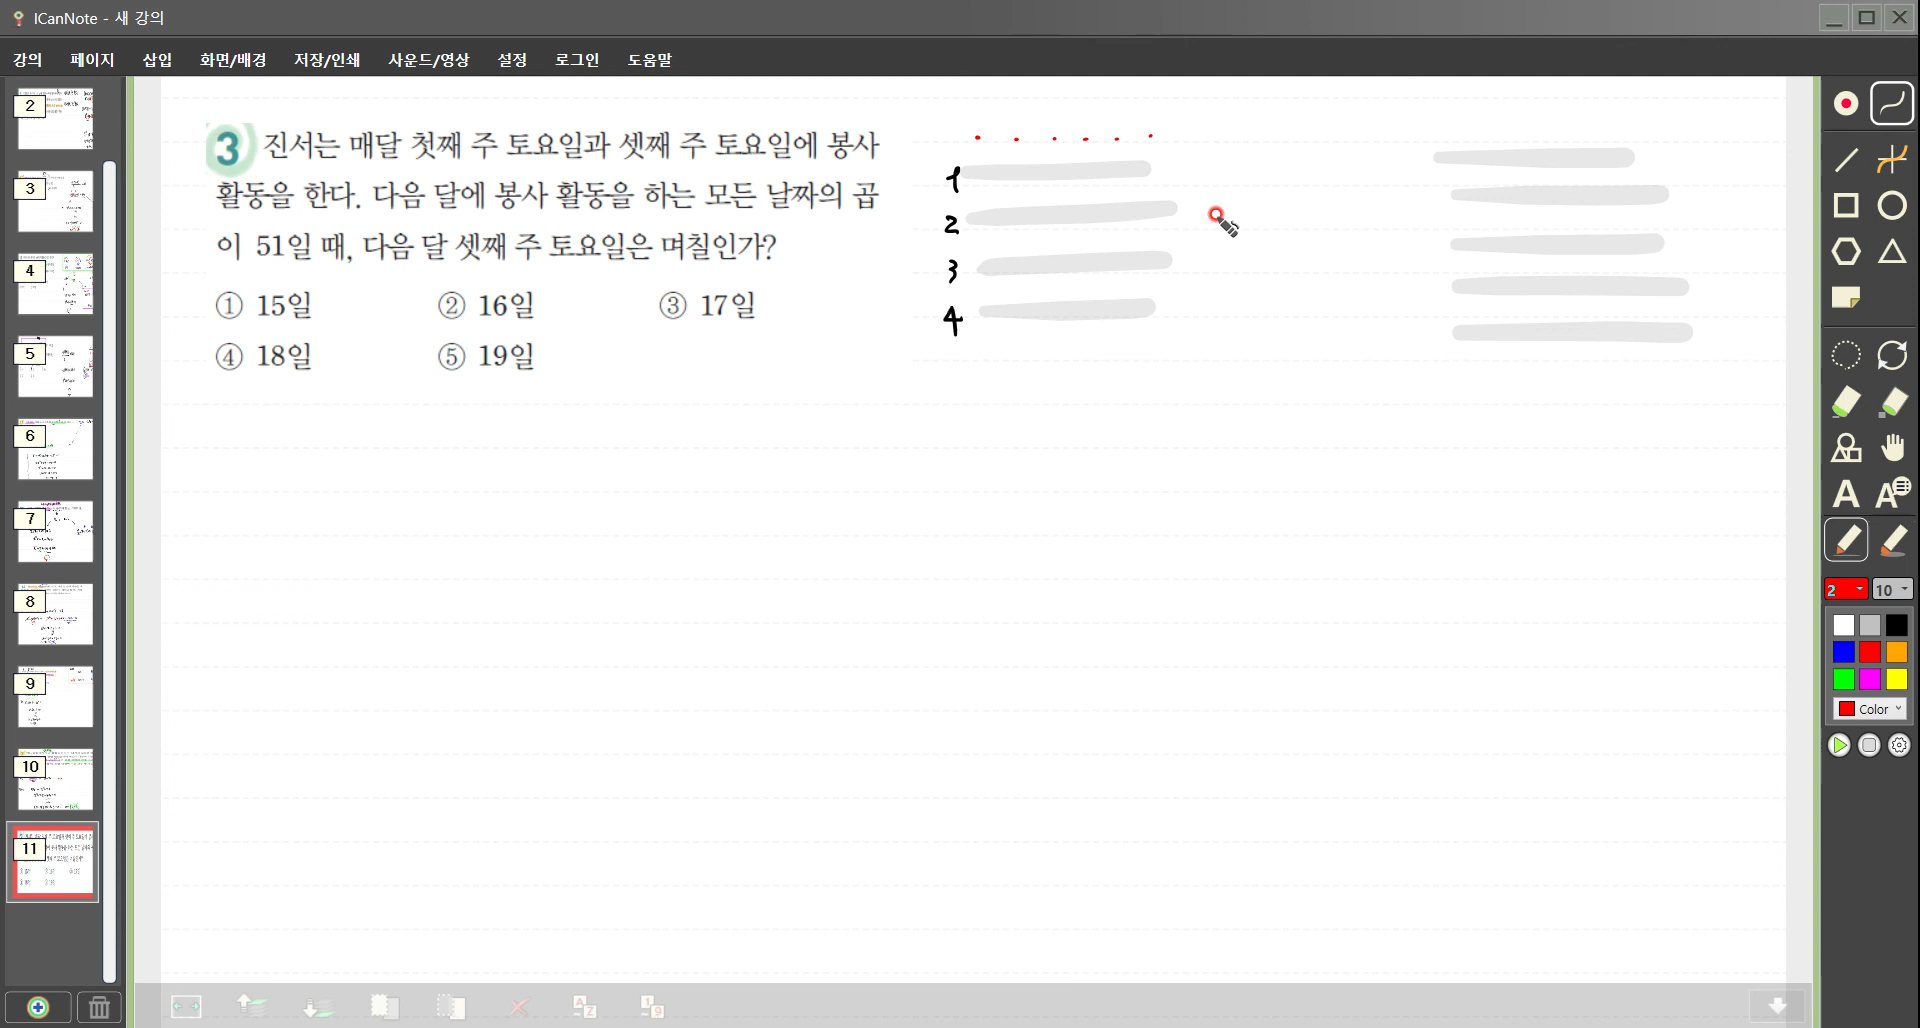 ICanNote - 새 강의
강의 페이지 삽입 화면/배경 저장/인쇄 사운드/영상 설정 로그인 도움말
2
3
4
5
6
7
8
9
10
11
3 진서는 매달 첫째 주 토요일과 셋째 주 토요일에 봉사
활동을 한다. 다음 달에 봉사 활동을 하는 모든 날짜의 곱
이 51일 때, 다음 달 셋째 주 토요일은 며칠인가?
① 15일 ② 16일 ③ 17일
④ 18일 ⑤ 19일
1
2
3
4
A A
2 10
Color
A Z 1 9